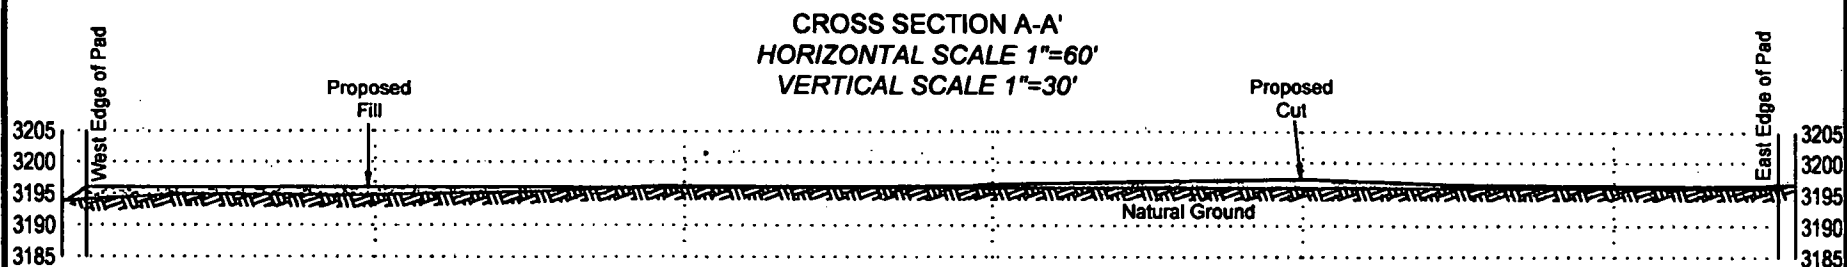 CROSS SECTION A-A'
HORIZONTAL SCALE 1"=60'
VERTICAL SCALE 1"=30'
West Edge of Pad
East Edge of Pad
Proposed
Fill
Proposed
Cut
3205
3200
3195
3190
3185
3205
3200
3195
3190
3185
Natural Ground